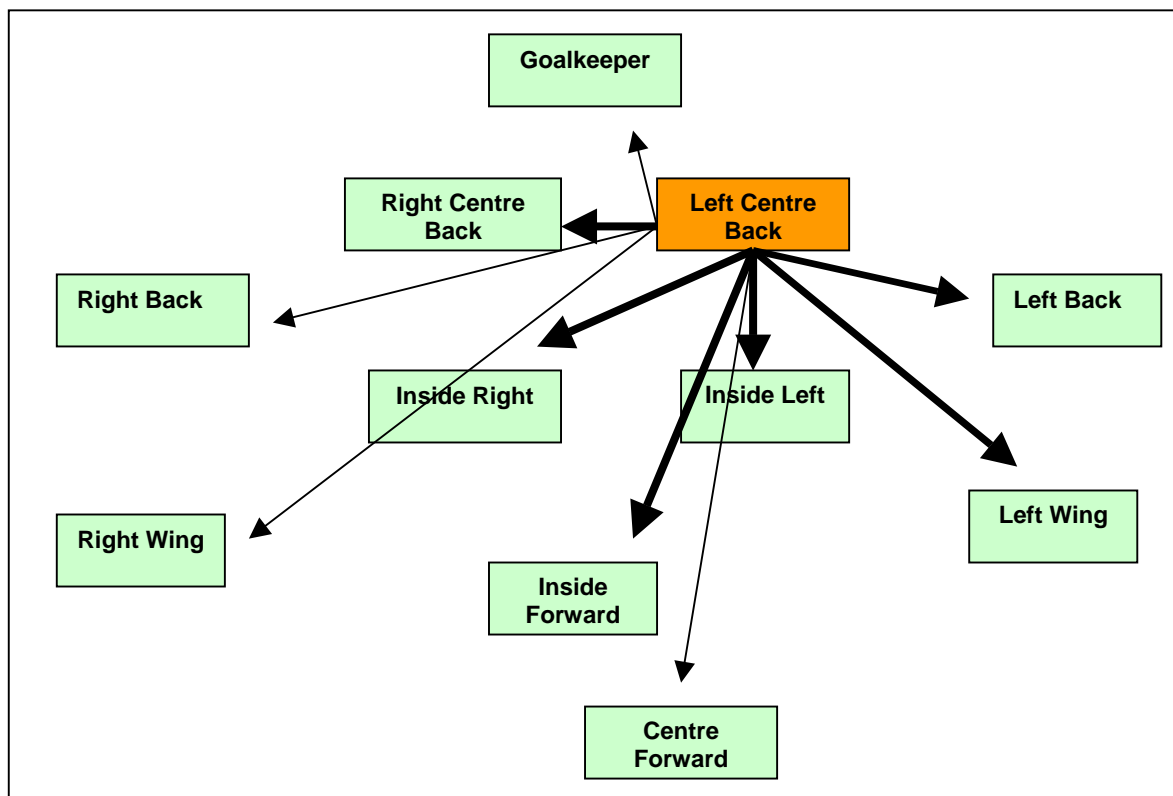 Goalkeeper
Right Centre
Back
Left Centre
Back
Right Back
Left Back
Inside Right
Inside Left
Right Wing
Left Wing
Inside
Forward
Centre
Forward